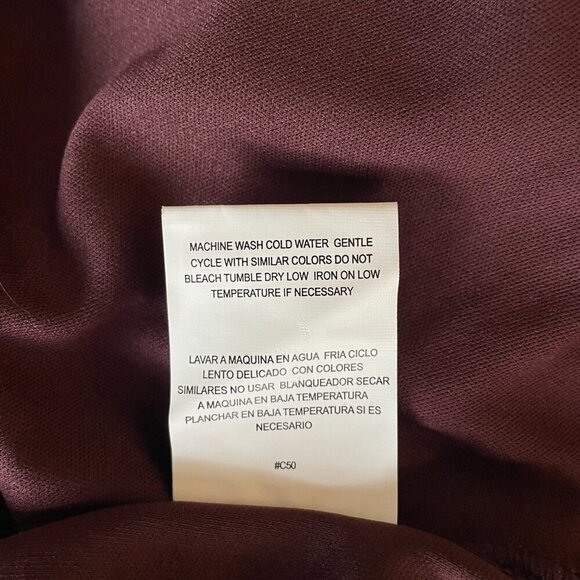 MACHINE WASH COLD WATER GENTLE
CYCLE WITH SIMILAR COLORS DO NOT
BLEACH TUMBLE DRY LOW IRON ON LOW
TEMPERATURE IF NECESSARY
LAVAR A MAQUINA EN AGUA FRIA CICLO
LENTO DELICADO CON COLORES
SIMILARES NO USAR BLANQUEADOR SECAR
A MAQUINA EN BAJA TEMPERATURA
PLANCHAR EN BAJA TEMPERATURA SI ES
NECESARIO
#C50